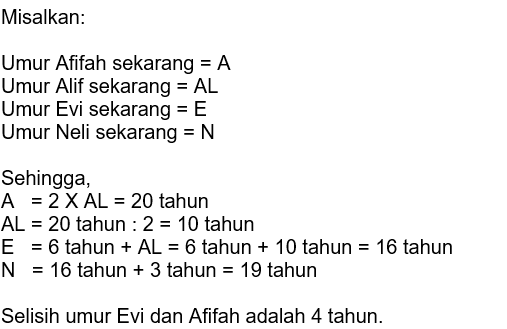 Misalkan:
Umur Afifah sekarang = A
Umur Alif sekarang = AL
Umur Evi sekarang = E
Umur Neli sekarang = N
Sehingga,
A = 2 X AL = 20 tahun
AL = 20 tahun : 2 = 10 tahun
E = 6 tahun + AL = 6 tahun + 10 tahun = 16 tahun
N = 16 tahun + 3 tahun = 19 tahun
Selisih umur Evi dan Afifah adalah 4 tahun.